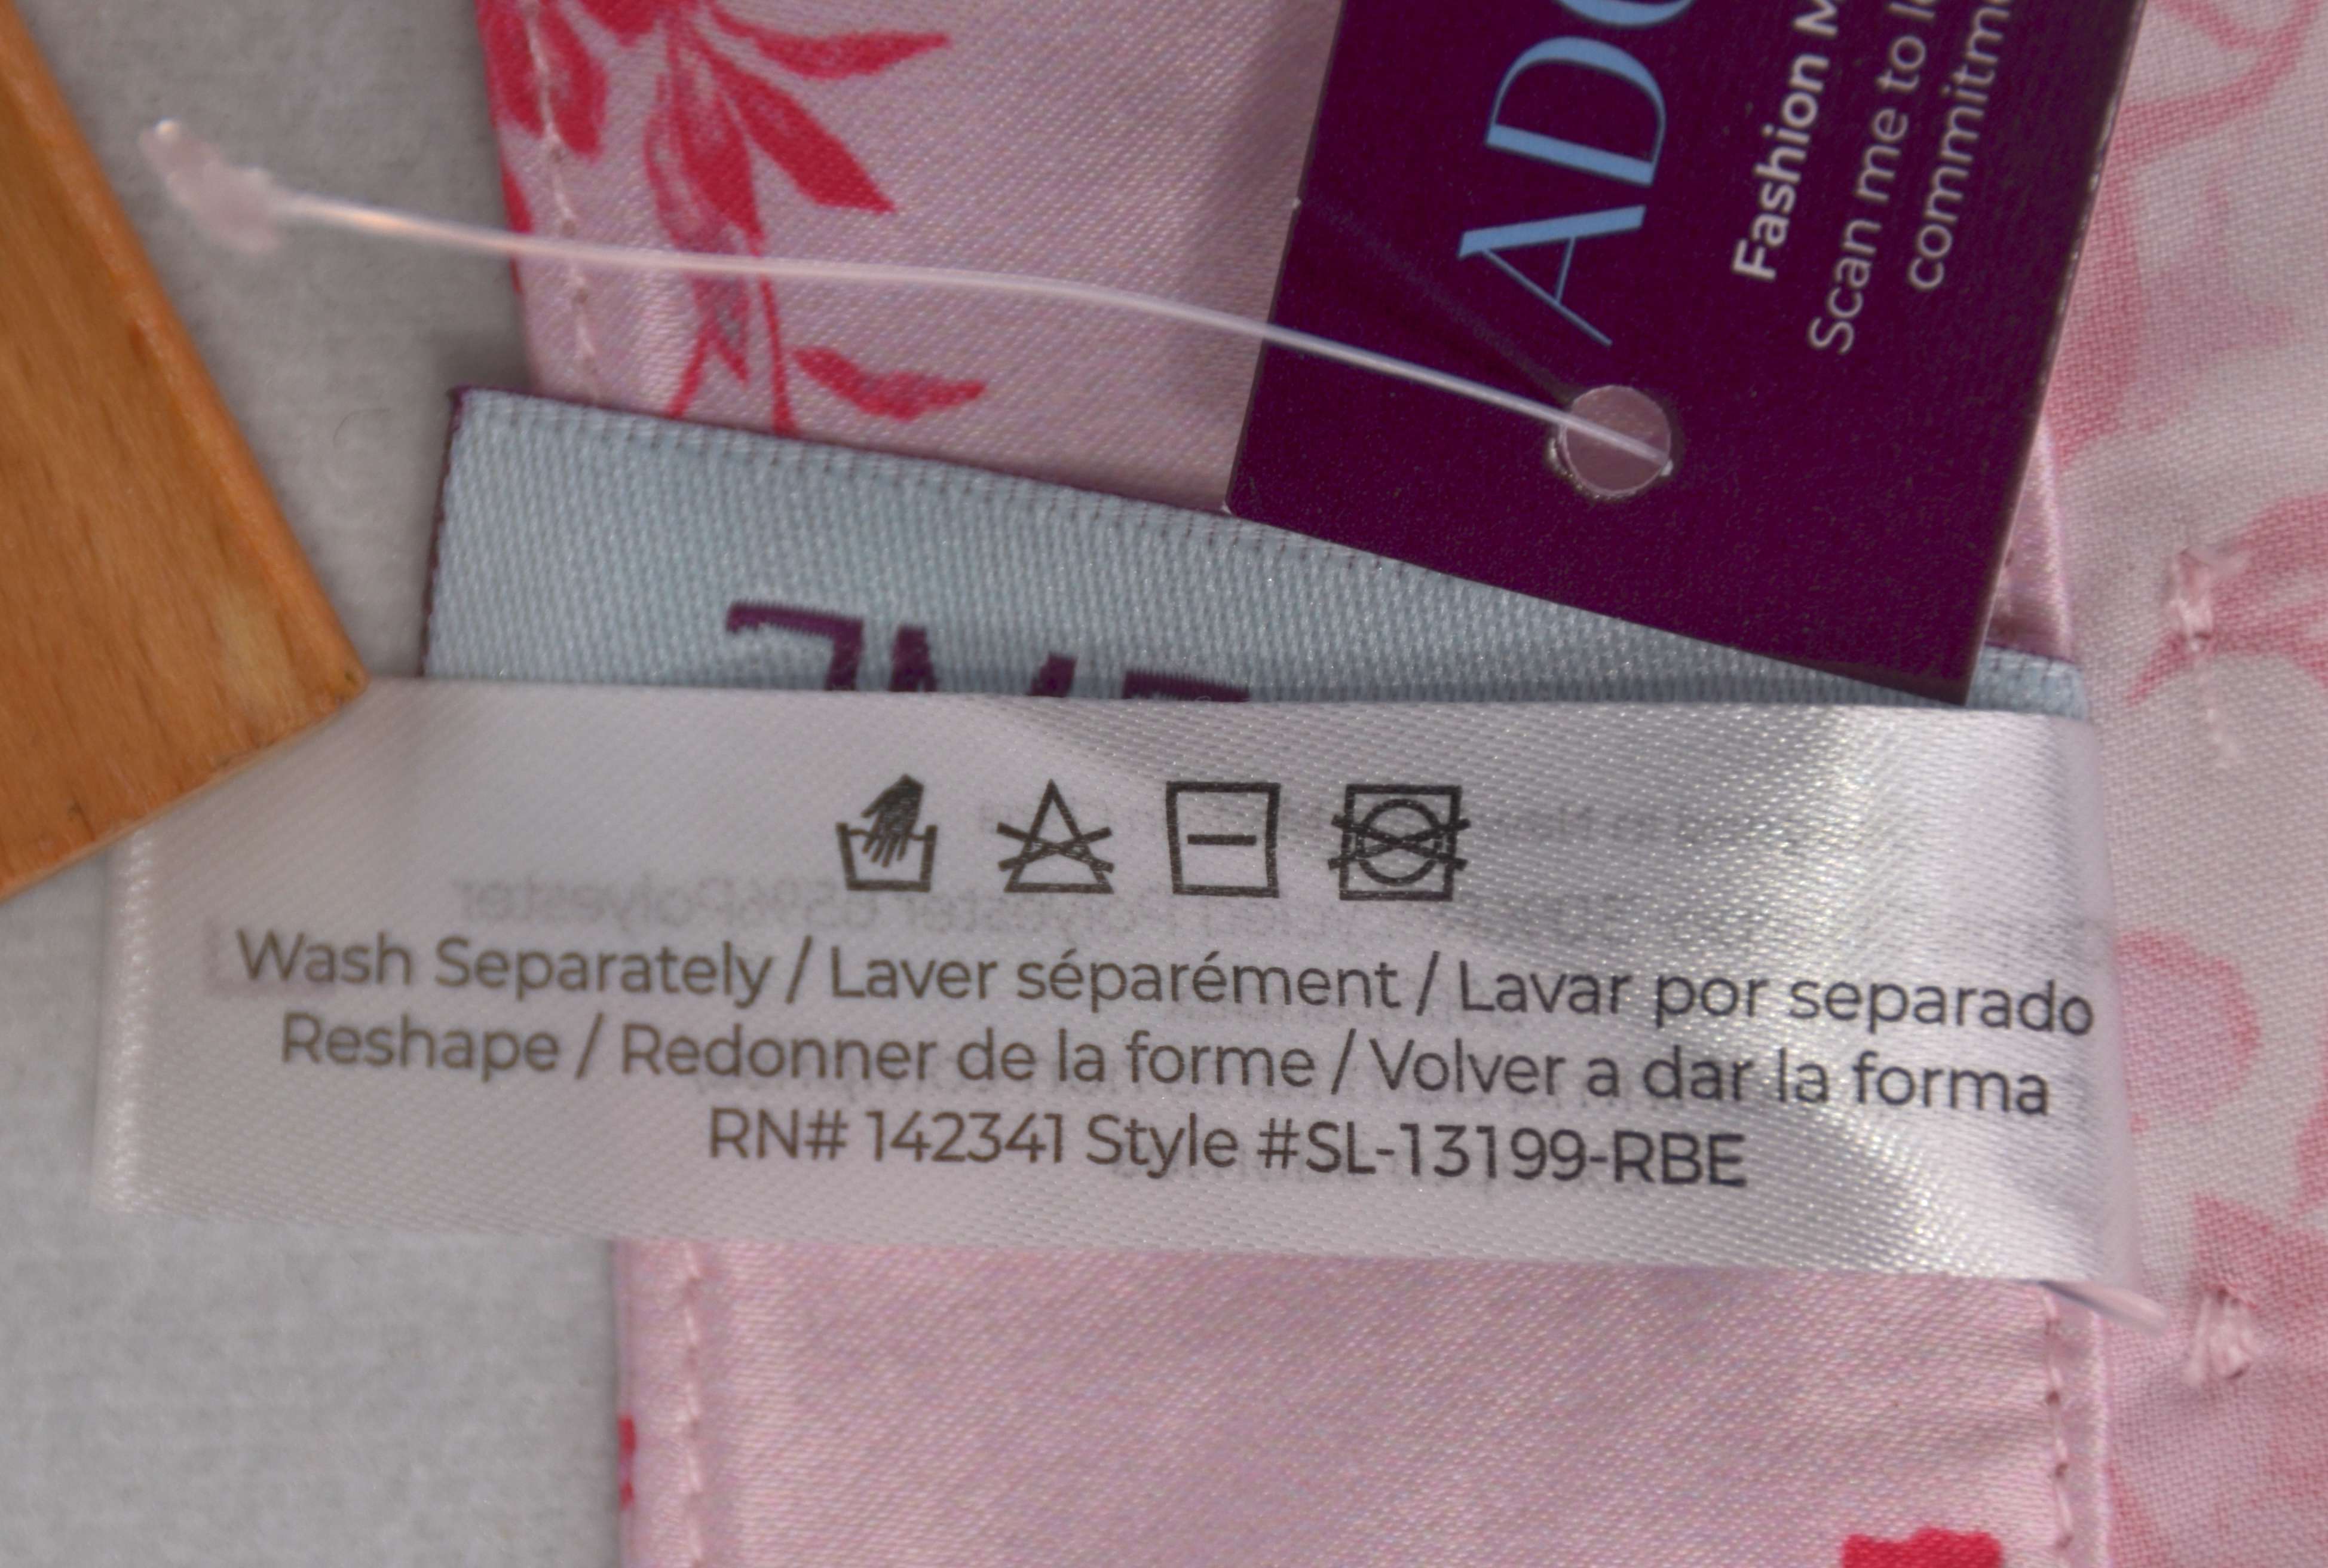 Fashion
Scan me to
Wash Separately / Laver séparément / Lavar por separado
Reshape / Redonner de la forme / Volver a dar la forma
RN# 142341 Style #SL-13199-RBE